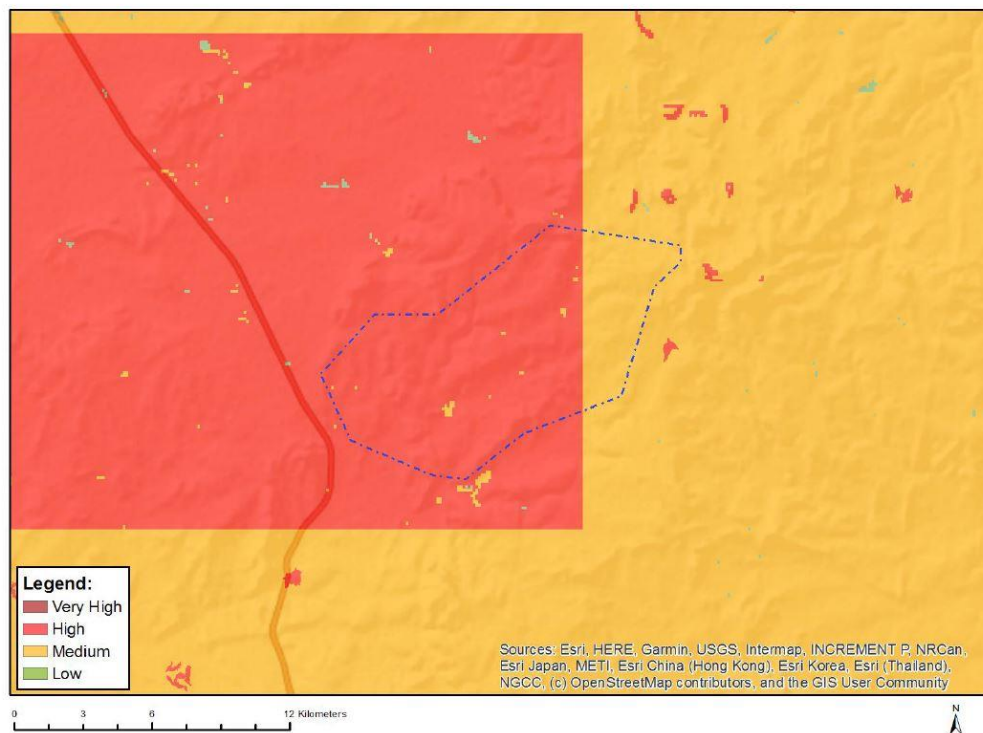 Legend:
Very High
High
Medium
Low
Sources: Esri, HERE, Garmin, USGS, Intermap, INCREMENT P, NRCan,
Esri Japan, METI, Esri China (Hong Kong), Esri Korea, Esri (Thailand),
NGCC, (c) OpenStreetMap contributors, and the GIS User Community
0 3 6 12 Kilometers
N